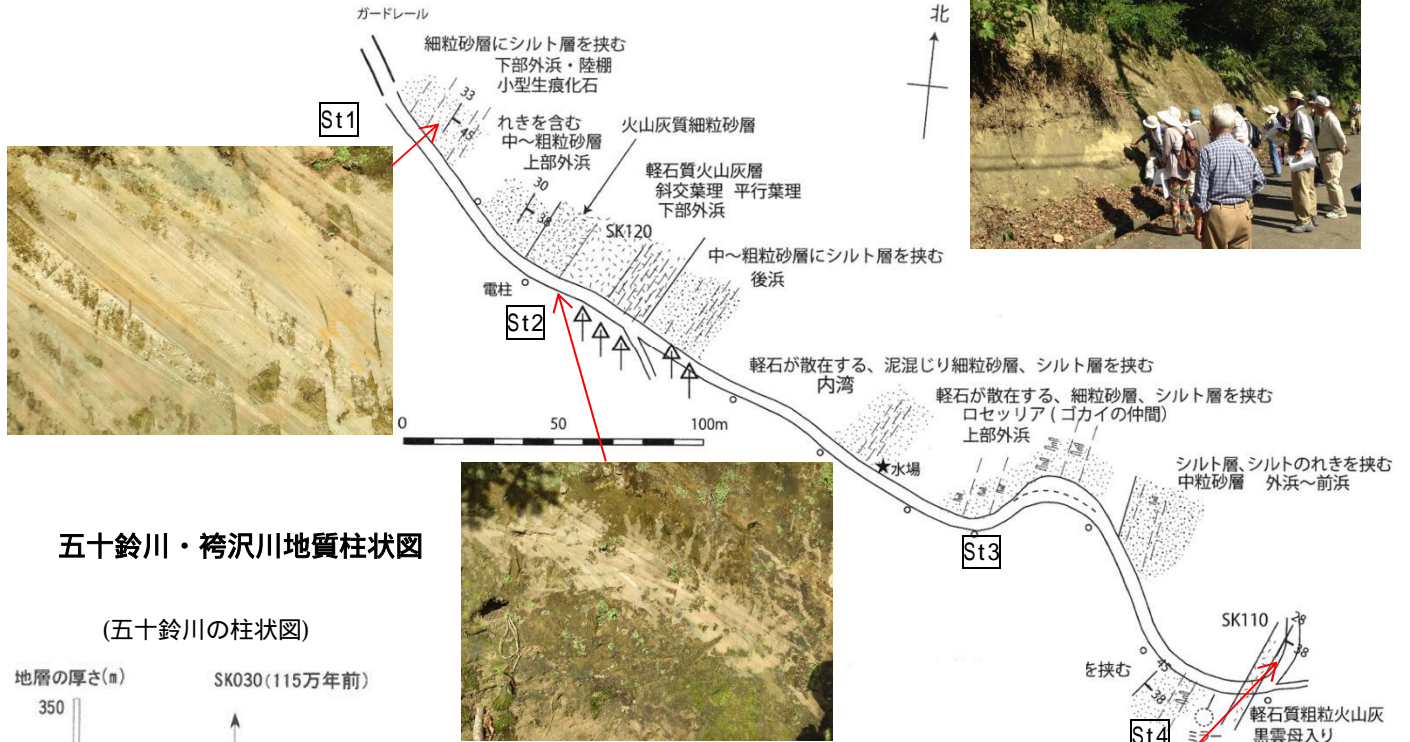 ガードレール
北
細粒砂層にシルト層を挟む
下部外浜・陸棚
小型生痕化石
33
45
St1
れきを含む
中～粗粒砂層
上部外浜
火山灰質細粒砂層
軽石質火山灰層
斜交葉理 平行葉理
下部外浜
30
38
SK120
中～粗粒砂層にシルト層を挟む
後浜
電柱
St2
軽石が散在する、泥混じり細粒砂層、シルト層を挟む
内湾
軽石が散在する、細粒砂層、シルト層を挟む
ロセッリア(ゴカイの仲間)
上部外浜
0 50 100m
★水場
シルト層、シルトのれきを挟む
中粒砂層 外浜～前浜
St3
五十鈴川・袴沢川地質柱状図
(五十鈴川の柱状図)
SK110
28
38
を挟む
45
38
地層の厚さ(m)
SK030(115万年前)
350
St4
ミラー
軽石質粗粒火山灰
黒雲母入り